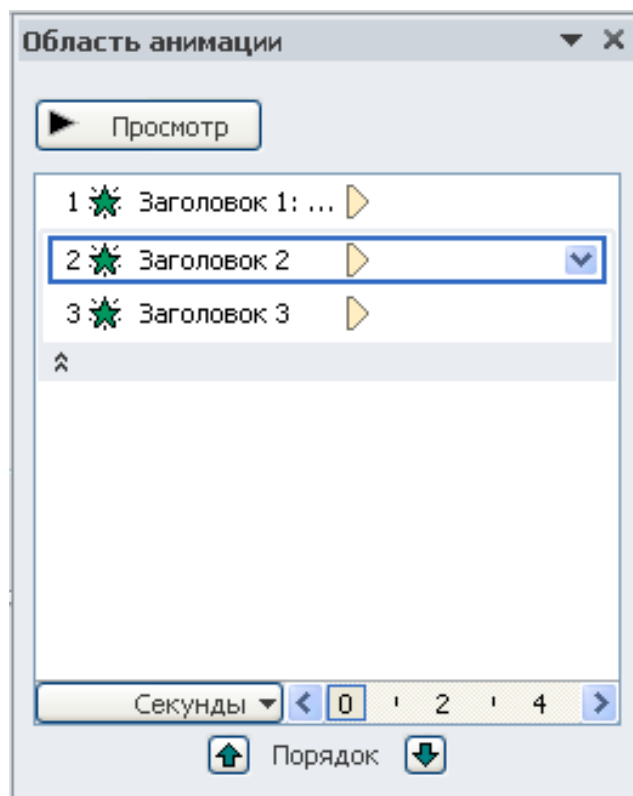 Область анимации
Просмотр
1 Заголовок 1: ...
2 Заголовок 2
3 Заголовок 3
Секунды 0 2 4
Порядок